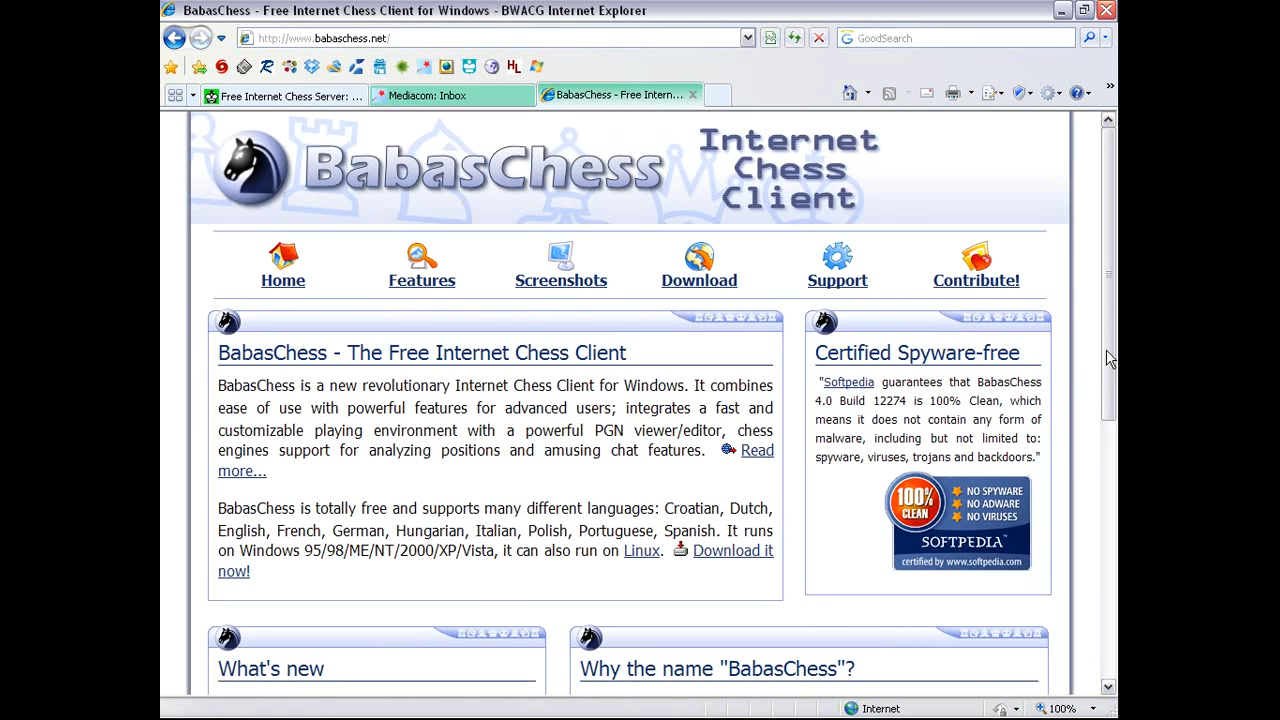 BabasChess - Free Internet Chess Client for Windows - BWACG Internet Explorer
http://www.babaschess.net/
GoodSearch
HL
Free Internet Chess Server: ...
Mediacom: Inbox
BabasChess - Free Intern...
BabasChess
Internet
Chess
Client
Home
Features
Screenshots
Download
Support
Contribute!
BabasChess - The Free Internet Chess Client
BabasChess is a new revolutionary Internet Chess Client for Windows. It combines
ease of use with powerful features for advanced users; integrates a fast and
customizable playing environment with a powerful PGN viewer/editor, chess
engines support for analyzing positions and amusing chat features. Read
more...
BabasChess is totally free and supports many different languages: Croatian, Dutch,
English, French, German, Hungarian, Italian, Polish, Portuguese, Spanish. It runs
on Windows 95/98/ME/NT/2000/XP/Vista, it can also run on Linux. Download it
now!
Certified Spyware-free
"Softpedia guarantees that BabasChess
4.0 Build 12274 is 100% Clean, which
means it does not contain any form of
malware, including but not limited to:
spyware, viruses, trojans and backdoors."
100%
CLEAN
NO SPYWARE
NO ADWARE
NO VIRUSES
SOFTPEDIA™
certified by www.softpedia.com
What's new
Why the name "BabasChess"?
Internet
100%